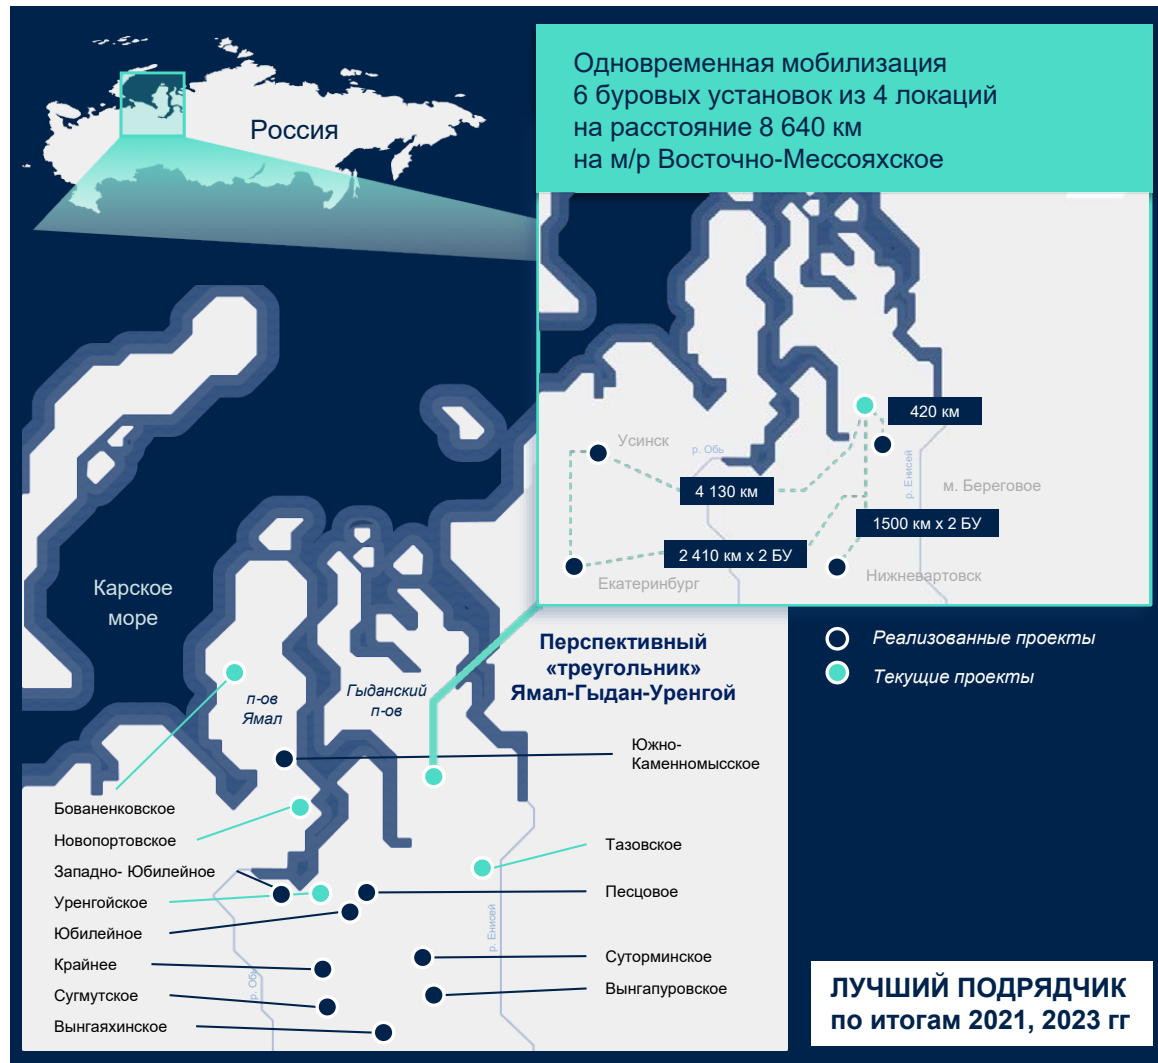 Россия
Одновременная мобилизация
6 буровых установок из 4 локаций
на расстояние 8 640 км
на м/р Восточно-Мессояхское
420 км
Усинск
р. Обь
р. Енисей
4 130 км
м. Береговое
1500 км x 2 БУ
2 410 км x 2 БУ
Екатеринбург
Нижневартовск
Карское
море
Перспективный
«треугольник»
Ямал-Гыдан-Уренгой
Реализованные проекты
Текущие проекты
п-ов
Ямал
Гыданский
п-ов
Южно-
Каменномысское
Бованенковское
Новопортовское
Западно- Юбилейное
Уренгойское
Юбилейное
Крайнее
Сугмутское
Вынгаяхинское
Тазовское
Песцовое
Суторминское
Вынгапуровское
р. Обь
р. Енисей
ЛУЧШИЙ ПОДРЯДЧИК
по итогам 2021, 2023 гг